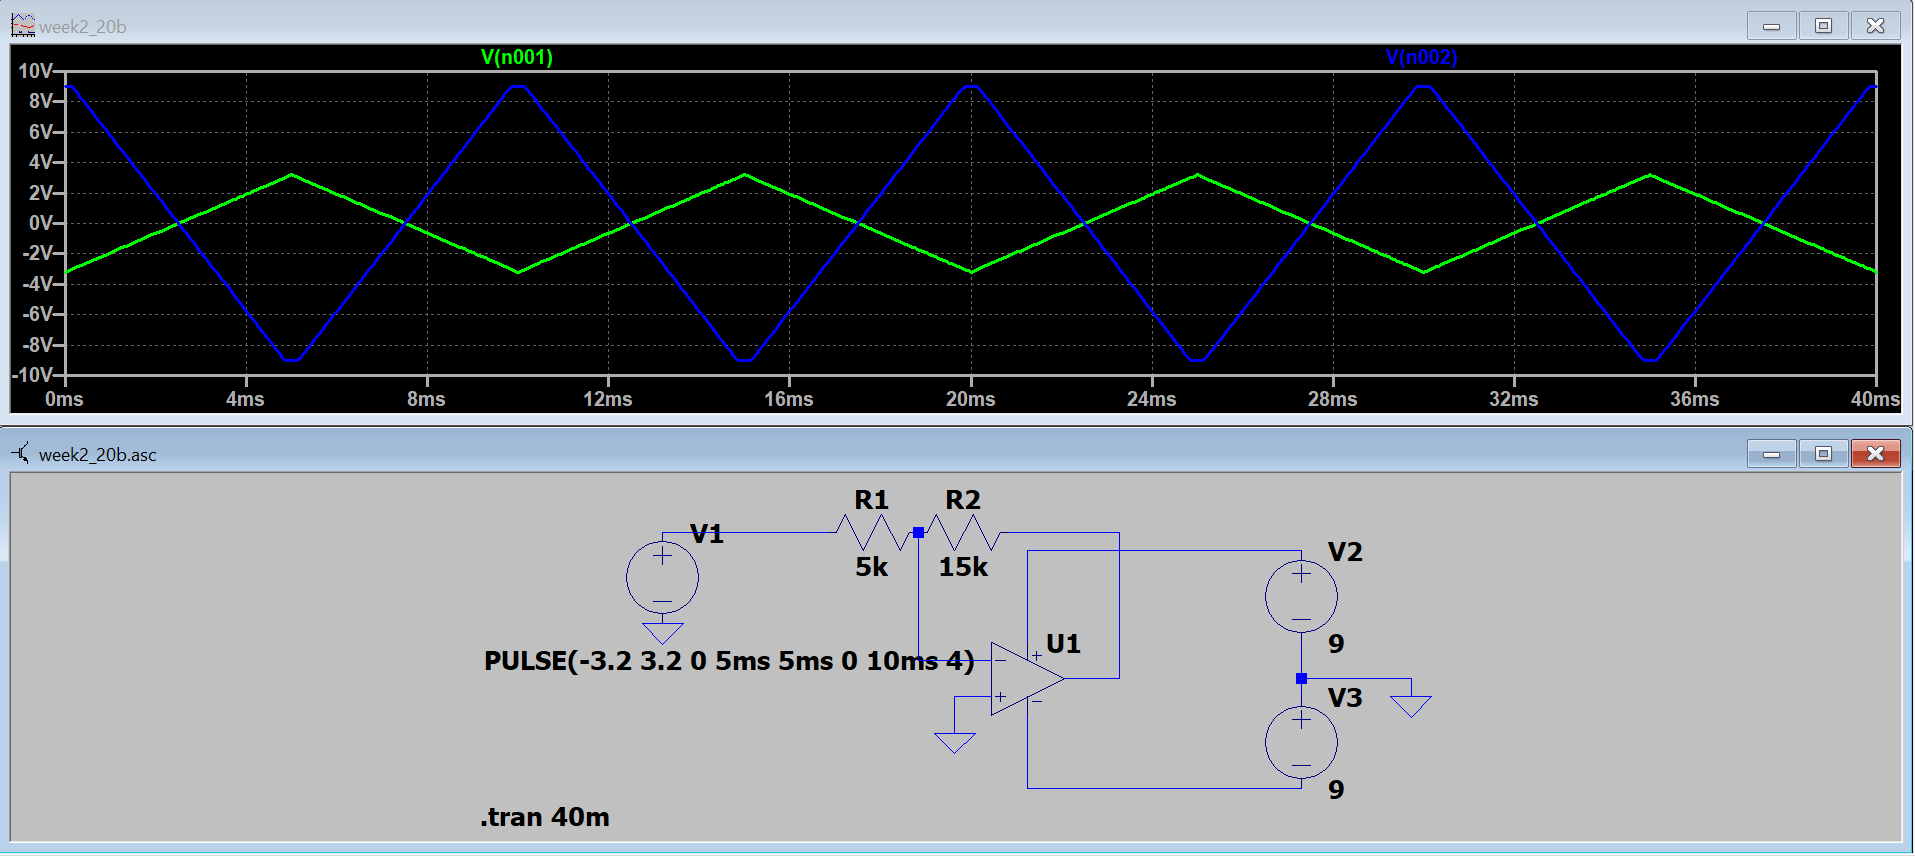 week2_20b
V(n001) V(n002)
10V
8V
6V
4V
2V
0V
-2V
-4V
-6V
-8V
-10V
0ms 4ms 8ms 12ms 16ms 20ms 24ms 28ms 32ms 36ms 40ms
week2_20b.asc
R1 R2
V1
5k 15k
V2
9
U1
PULSE(-3.2 3.2 0 5ms 5ms 0 10ms 4)
V3
9
.tran 40m